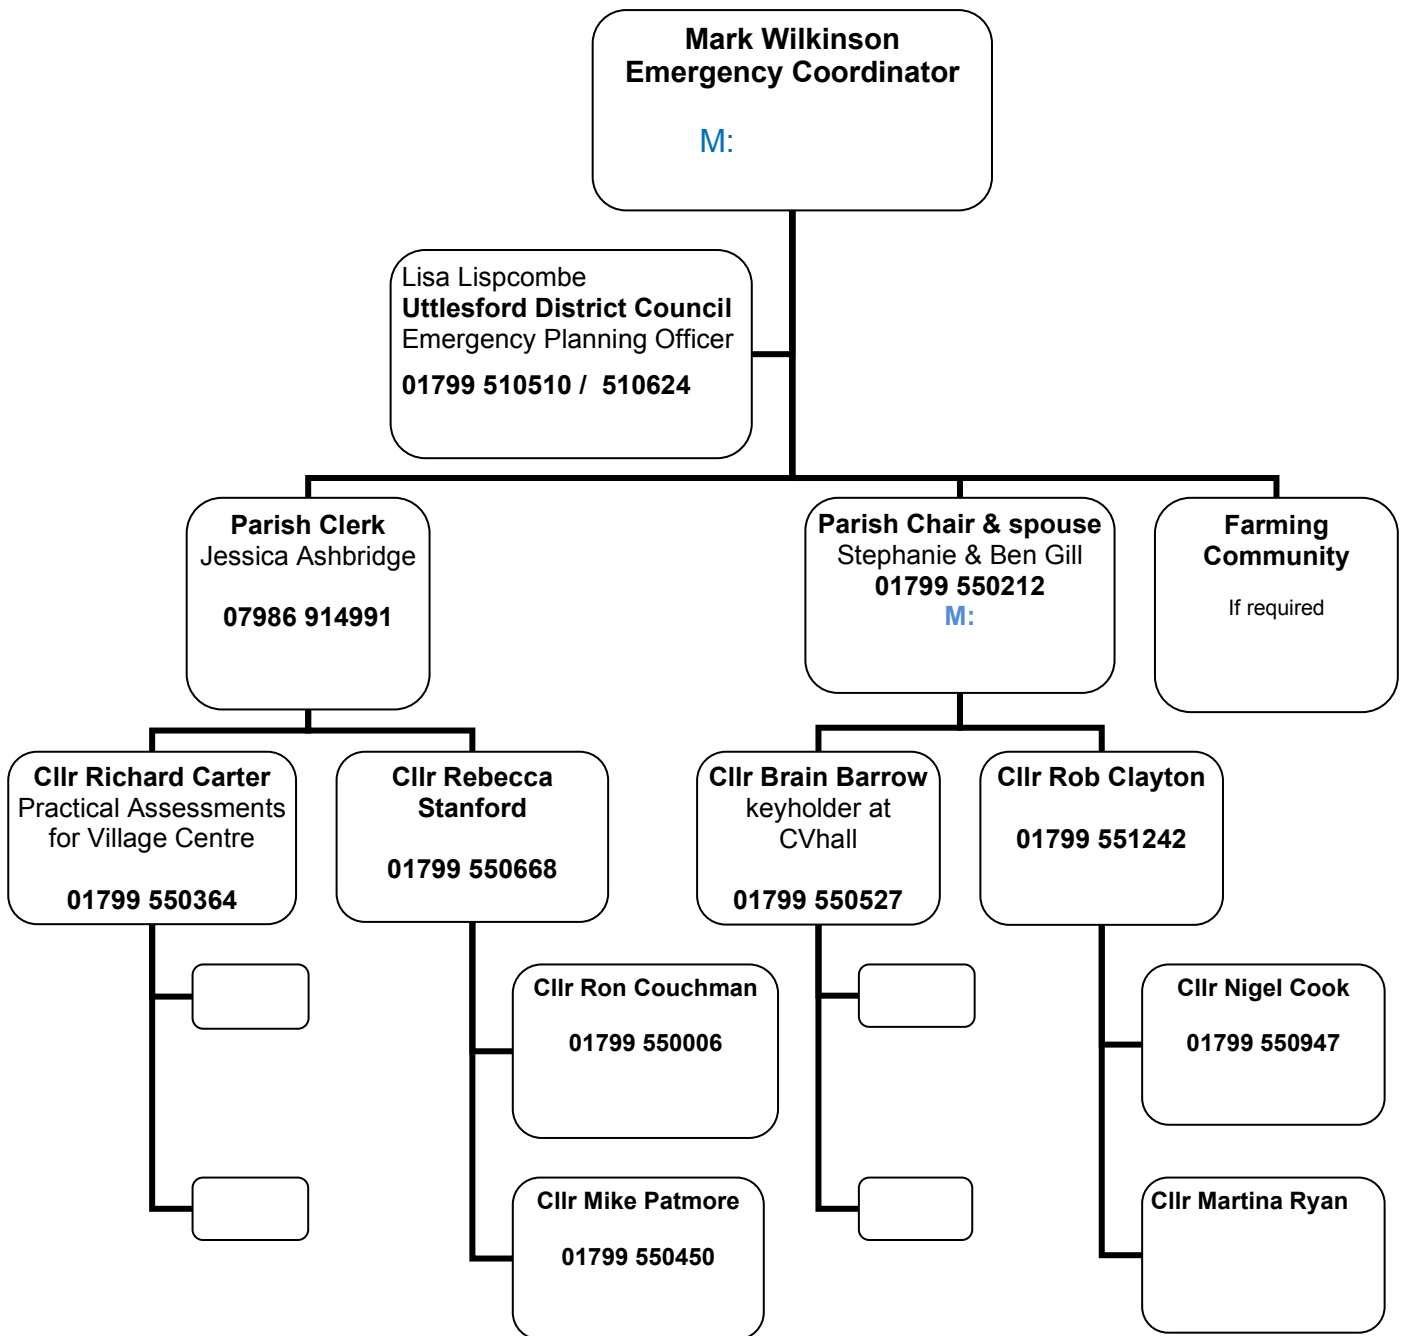 Mark Wilkinson
Emergency Coordinator
M:
Lisa Lispcombe
Uttlesford District Council
Emergency Planning Officer
01799 510510 /  510624
Parish Clerk
Jessica Ashbridge
07986 914991
Parish Chair & spouse
Stephanie & Ben Gill
01799 550212
M:
Farming
Community
If required
Cllr Richard Carter
Practical Assessments
for Village Centre
01799 550364
Cllr Rebecca
Stanford
01799 550668
Cllr Brain Barrow
keyholder at
CVhall
01799 550527
Cllr Rob Clayton
01799 551242
Cllr Ron Couchman
01799 550006
Cllr Nigel Cook
01799 550947
Cllr Mike Patmore
01799 550450
Cllr Martina Ryan